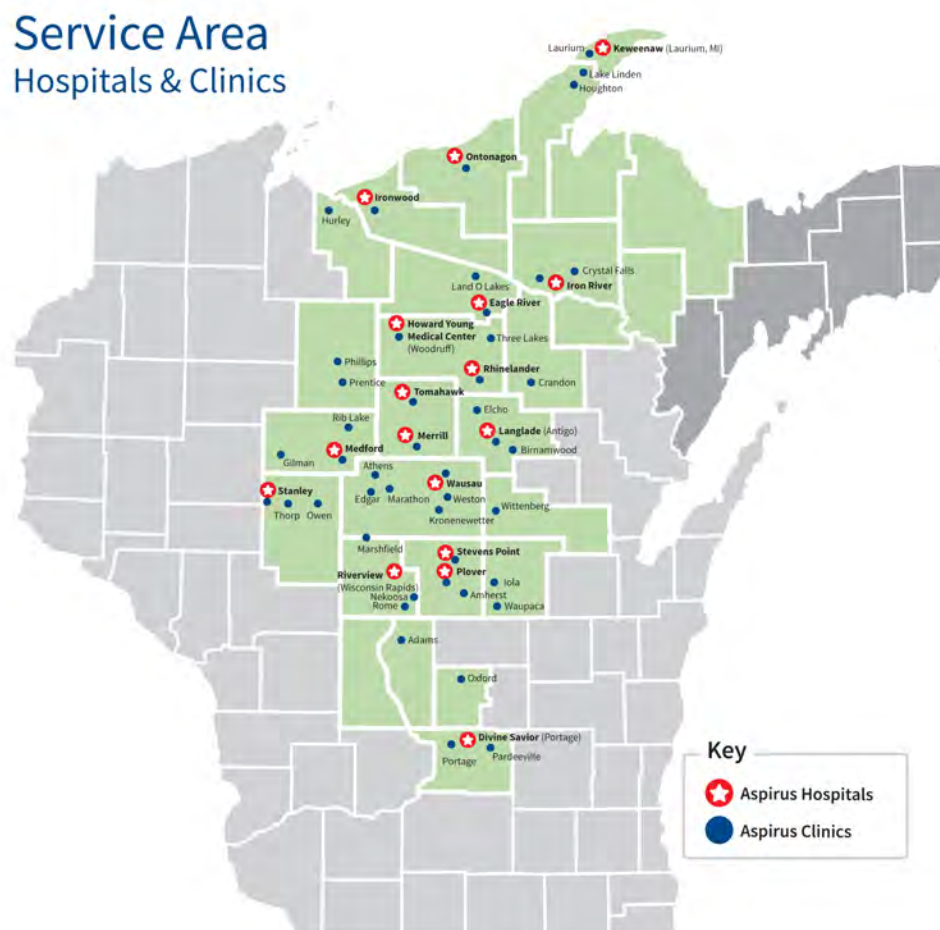 Service Area
Hospitals & Clinics
Laurium
Keweenaw (Laurium, MI)
Lake Linden
Houghton
Ontonagon
Ironwood
Hurley
Crystal Falls
Land O Lakes
Iron River
Eagle River
Howard Young
Medical Center
(Woodruff)
Three Lakes
Phillips
Rhinelander
Prentice
Crandon
Tomahawk
Elcho
Rib Lake
Langlade (Antigo)
Merrill
Medford
Birnamwood
Gilman
Athens
Wausau
Stanley
Edgar
Marathon
Weston
Thorp
Owen
Wittenberg
Kronenewetter
Marshfield
Stevens Point
Riverview
(Wisconsin Rapids)
Plover
Iola
Nekoosa
Amherst
Rome
Waupaca
Adams
Oxford
Divine Savior (Portage)
Portage
Pardeeville
Key
Aspirus Hospitals
Aspirus Clinics